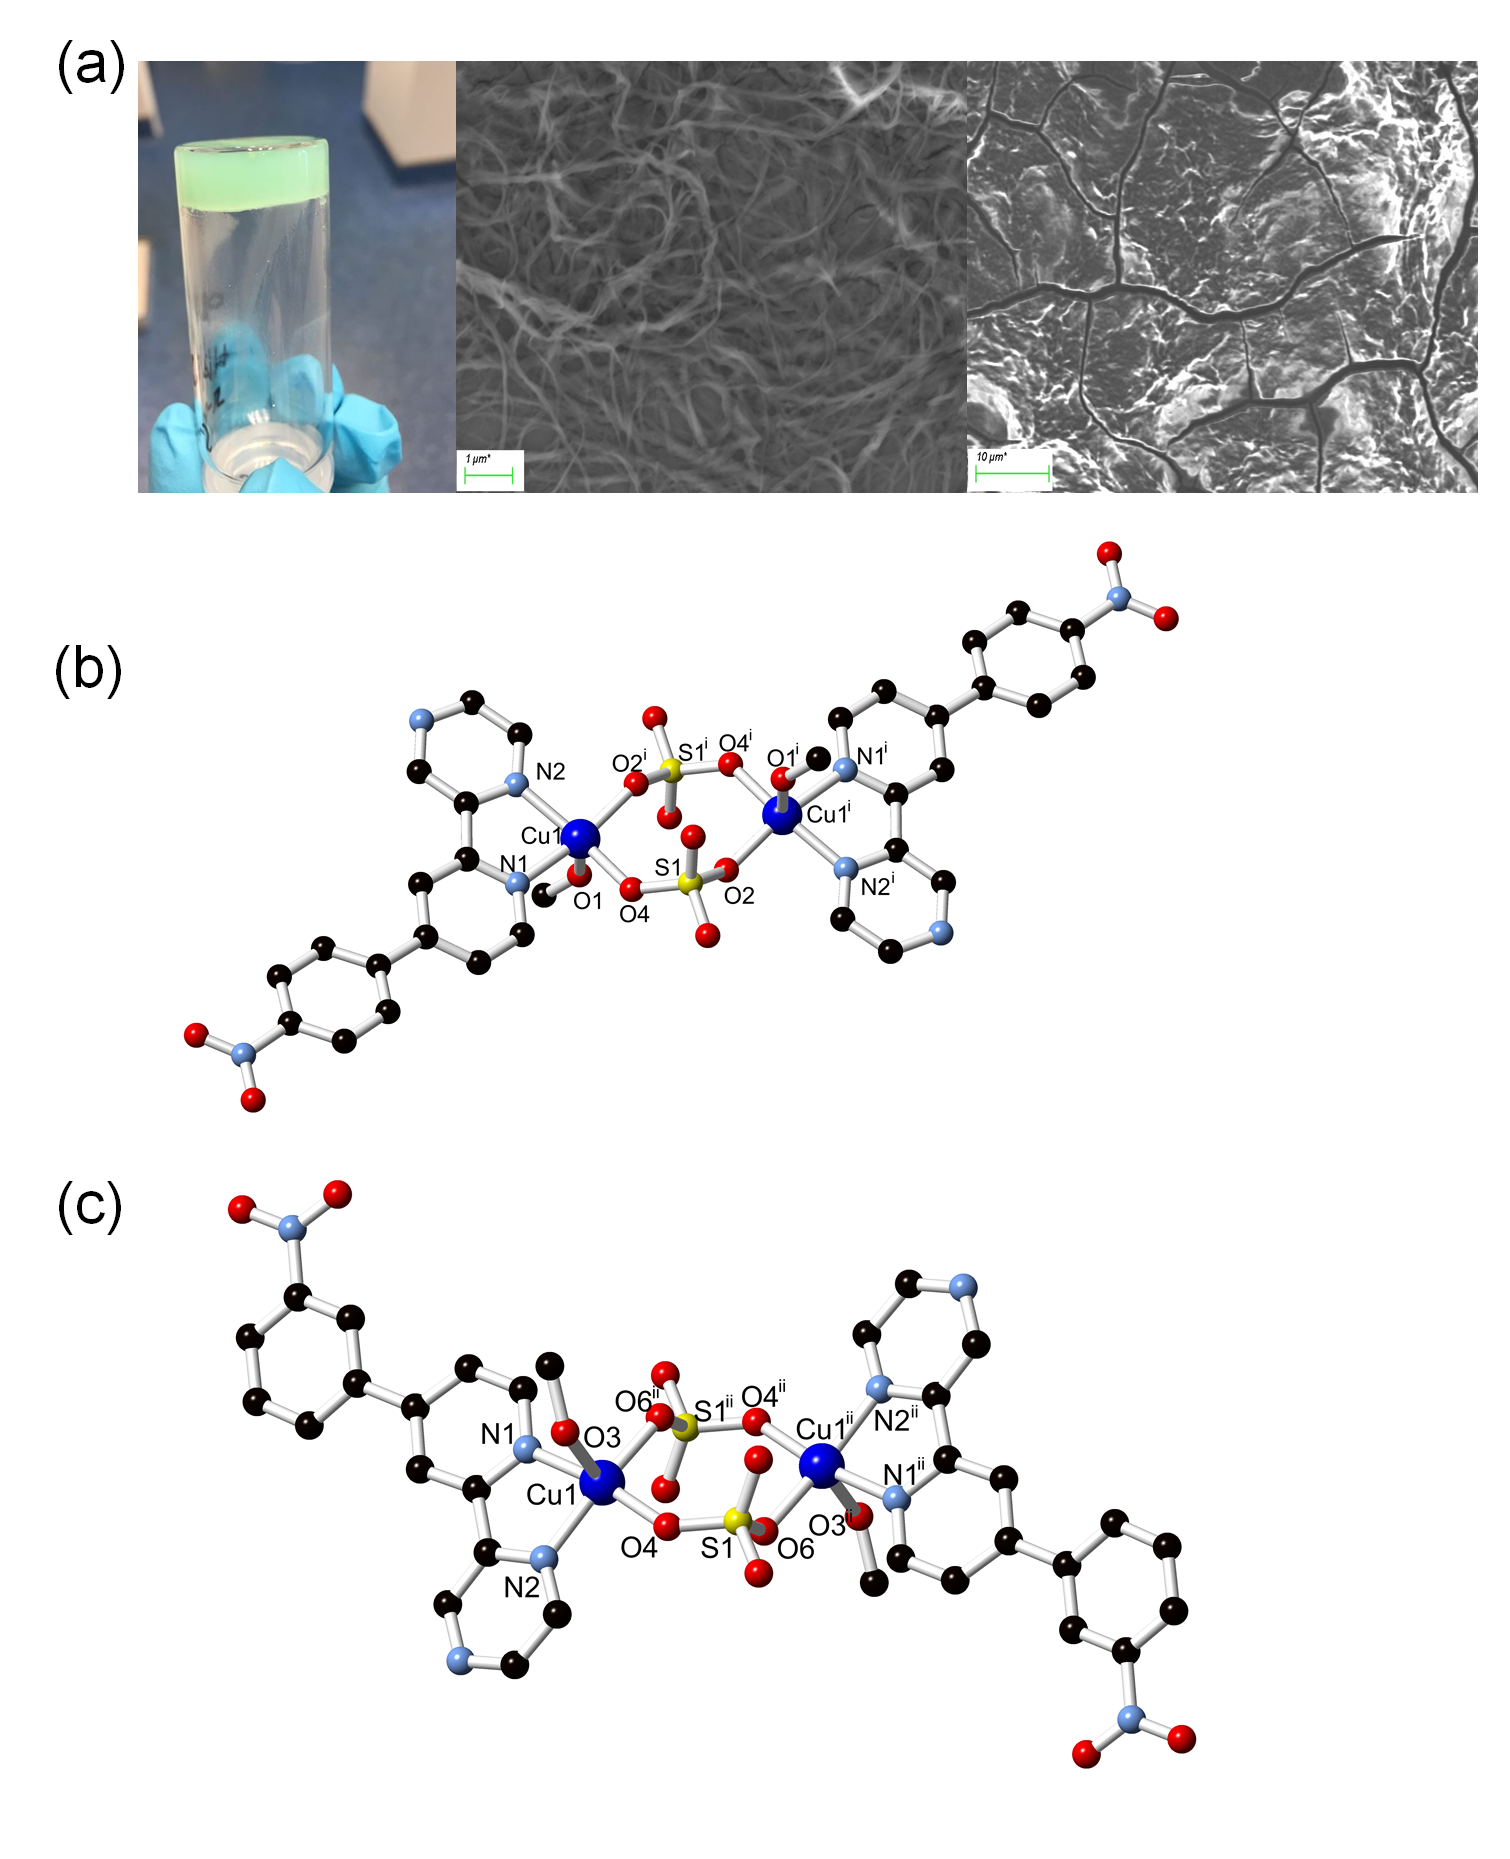 (a)
1 µm*
10 µm*
(b)
O2ⁱ
S1ⁱ
O4ⁱ
O1ⁱ
N1ⁱ
N2
Cu1
Cu1ⁱ
N1
S1
O1
O4
O2
N2ⁱ
(c)
O6ⁱⁱ
S1ⁱⁱ
O4ⁱⁱ
N1
O3
Cu1ⁱⁱ
N2ⁱⁱ
Cu1
N1ⁱⁱ
O4
S1
O6
O3ⁱⁱ
N2